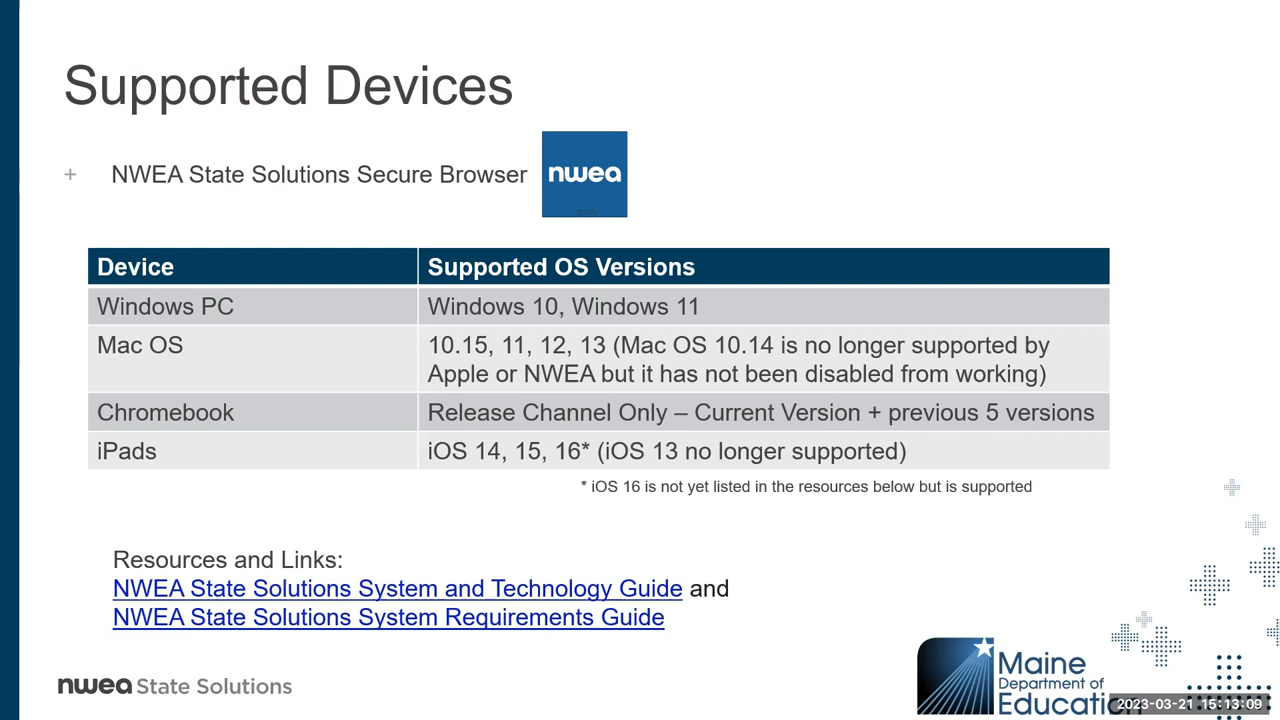 Supported Devices
+ NWEA State Solutions Secure Browser
nwea
Device Supported OS Versions
Windows PC Windows 10, Windows 11
Mac OS 10.15, 11, 12, 13 (Mac OS 10.14 is no longer supported by
Apple or NWEA but it has not been disabled from working)
Chromebook Release Channel Only – Current Version + previous 5 versions
iPads iOS 14, 15, 16* (iOS 13 no longer supported)
* iOS 16 is not yet listed in the resources below but is supported
Resources and Links:
NWEA State Solutions System and Technology Guide and
NWEA State Solutions System Requirements Guide
nwea State Solutions
Maine
Department of
Education
2023-03-21 15:13:09